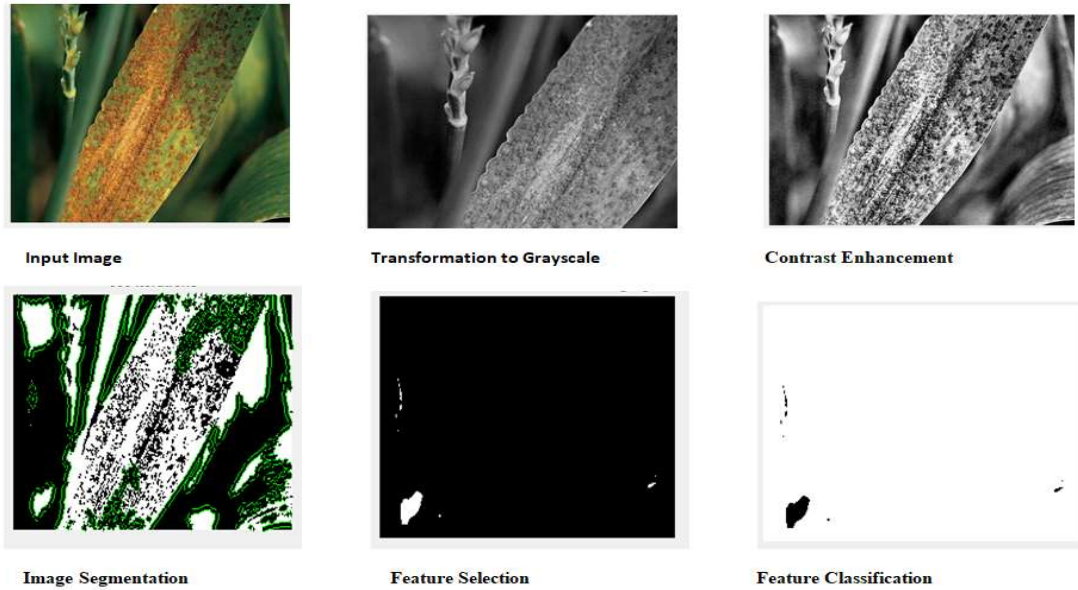 Input Image
Transformation to Grayscale
Contrast Enhancement
Image Segmentation
Feature Selection
Feature Classification